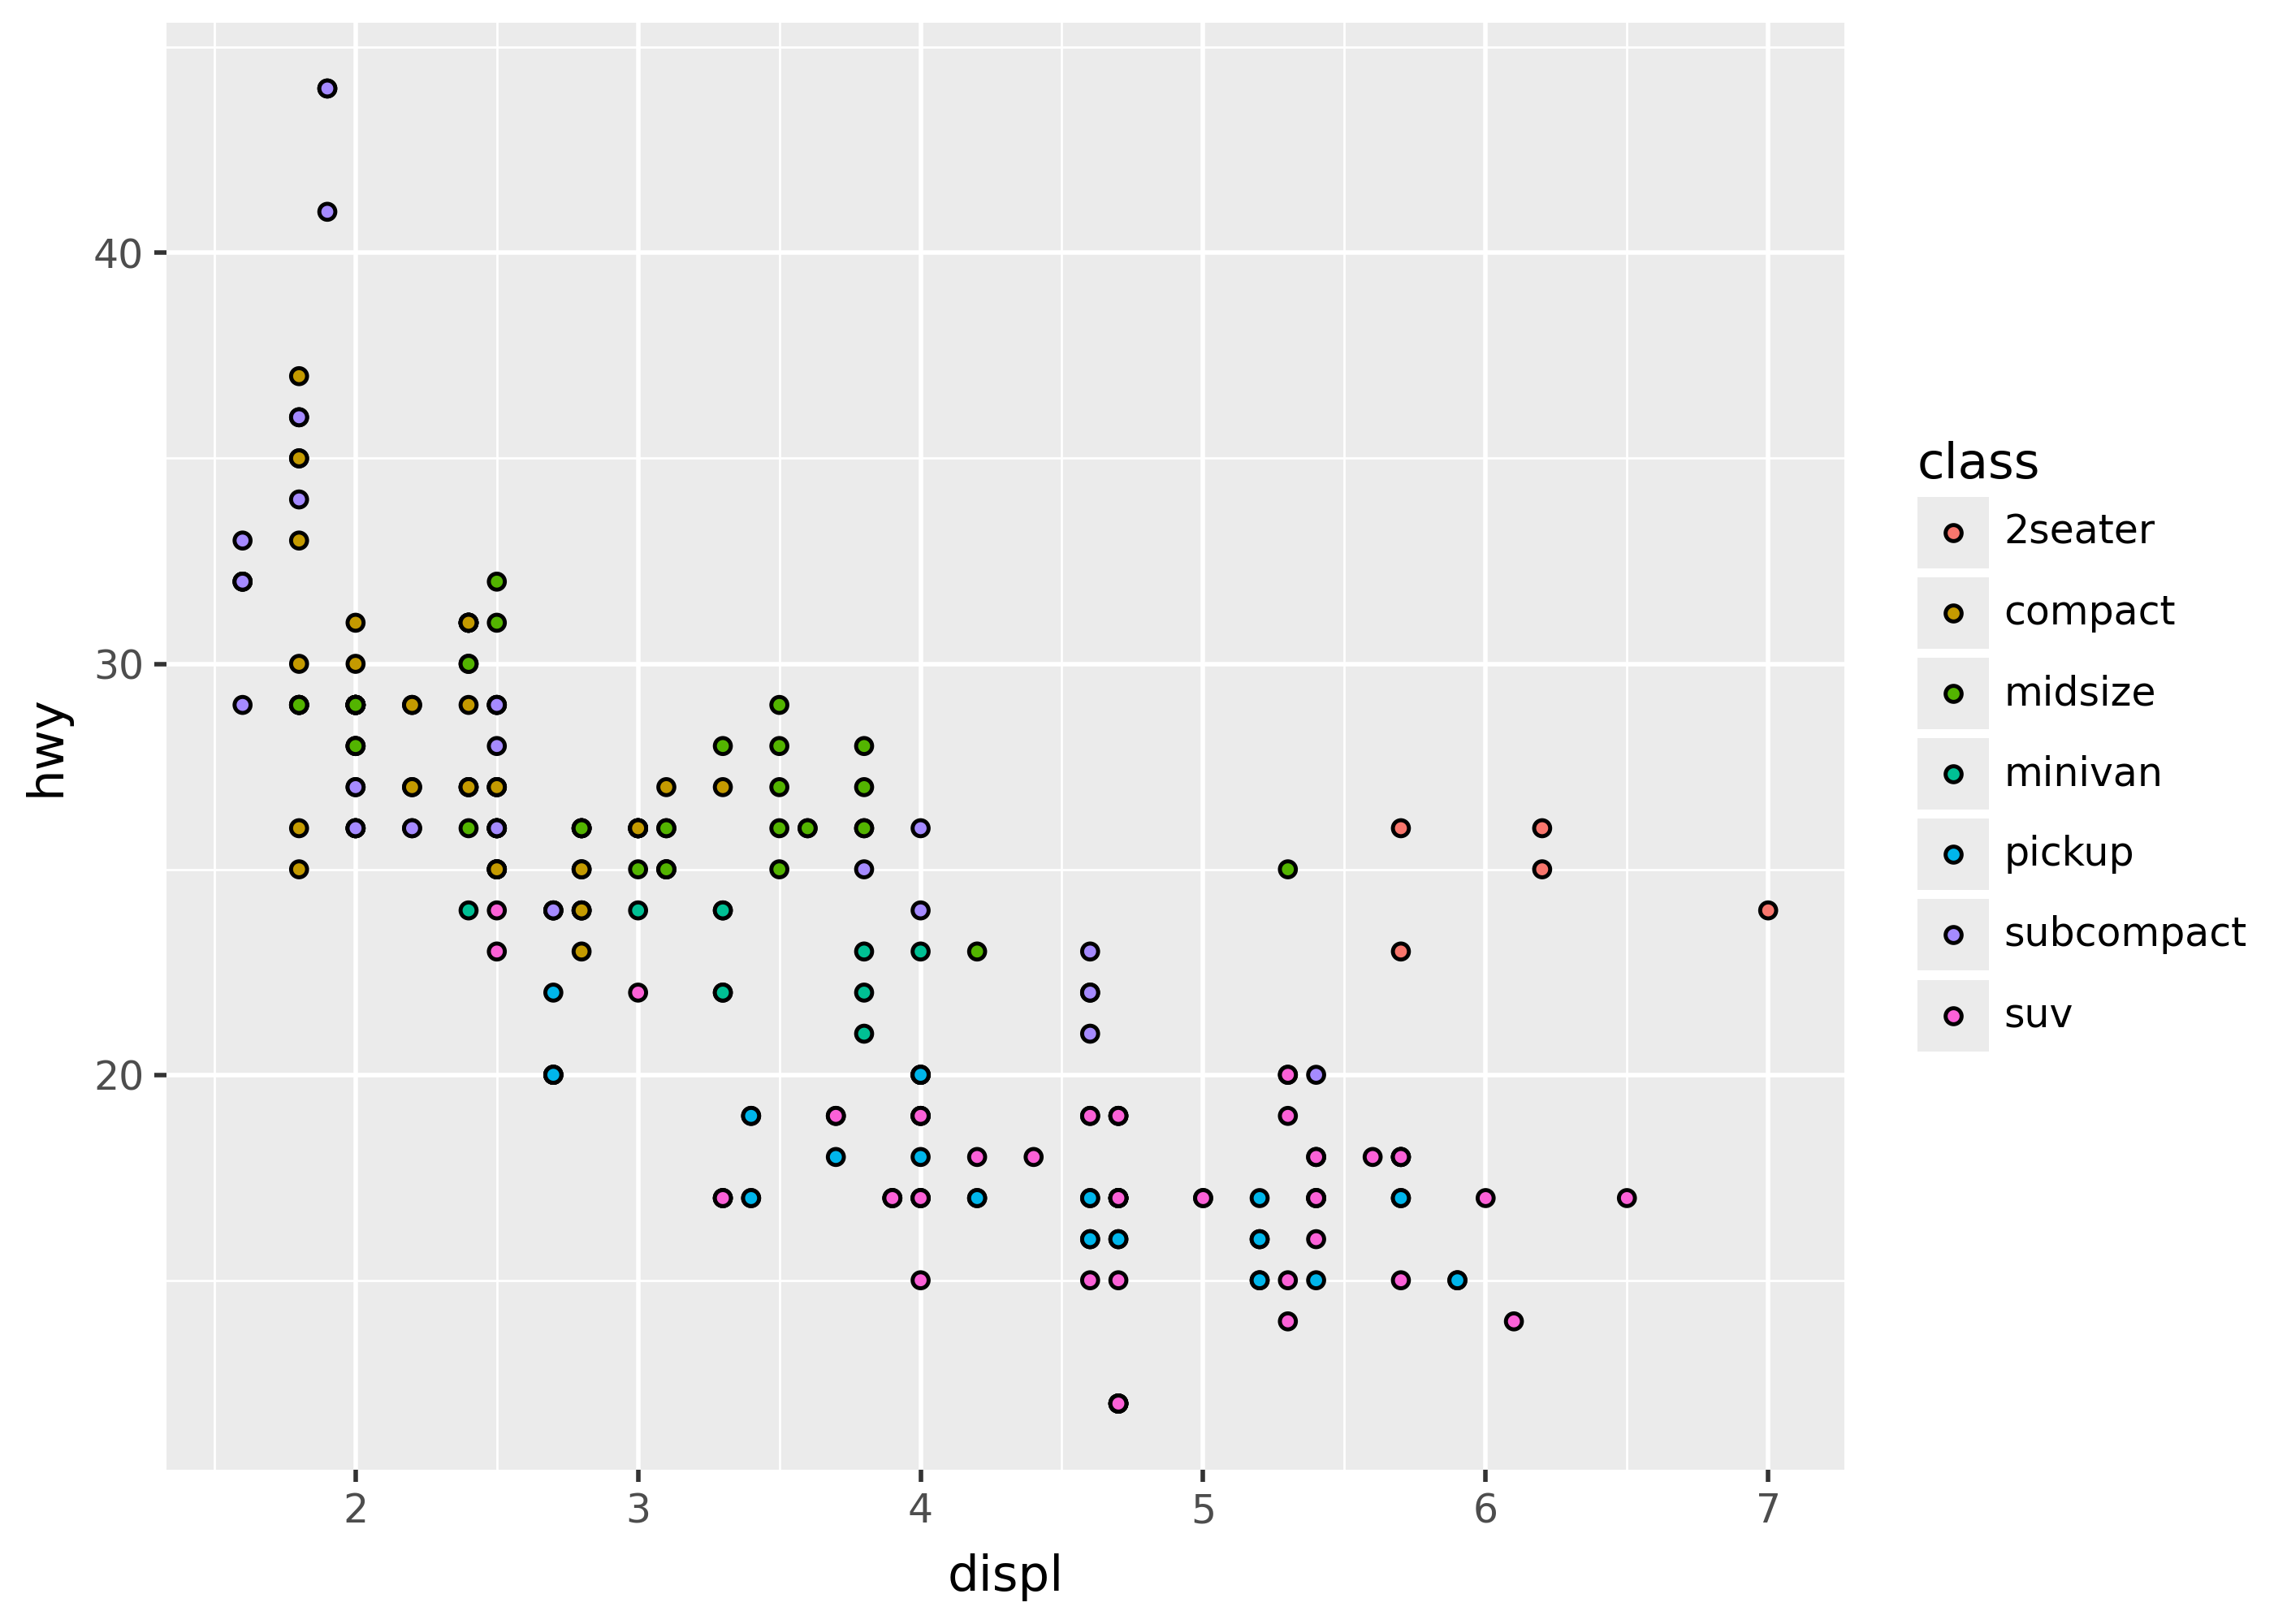 40
30
20
hwy
2
3
4
5
6
7
displ
class
2seater
compact
midsize
minivan
pickup
subcompact
suv